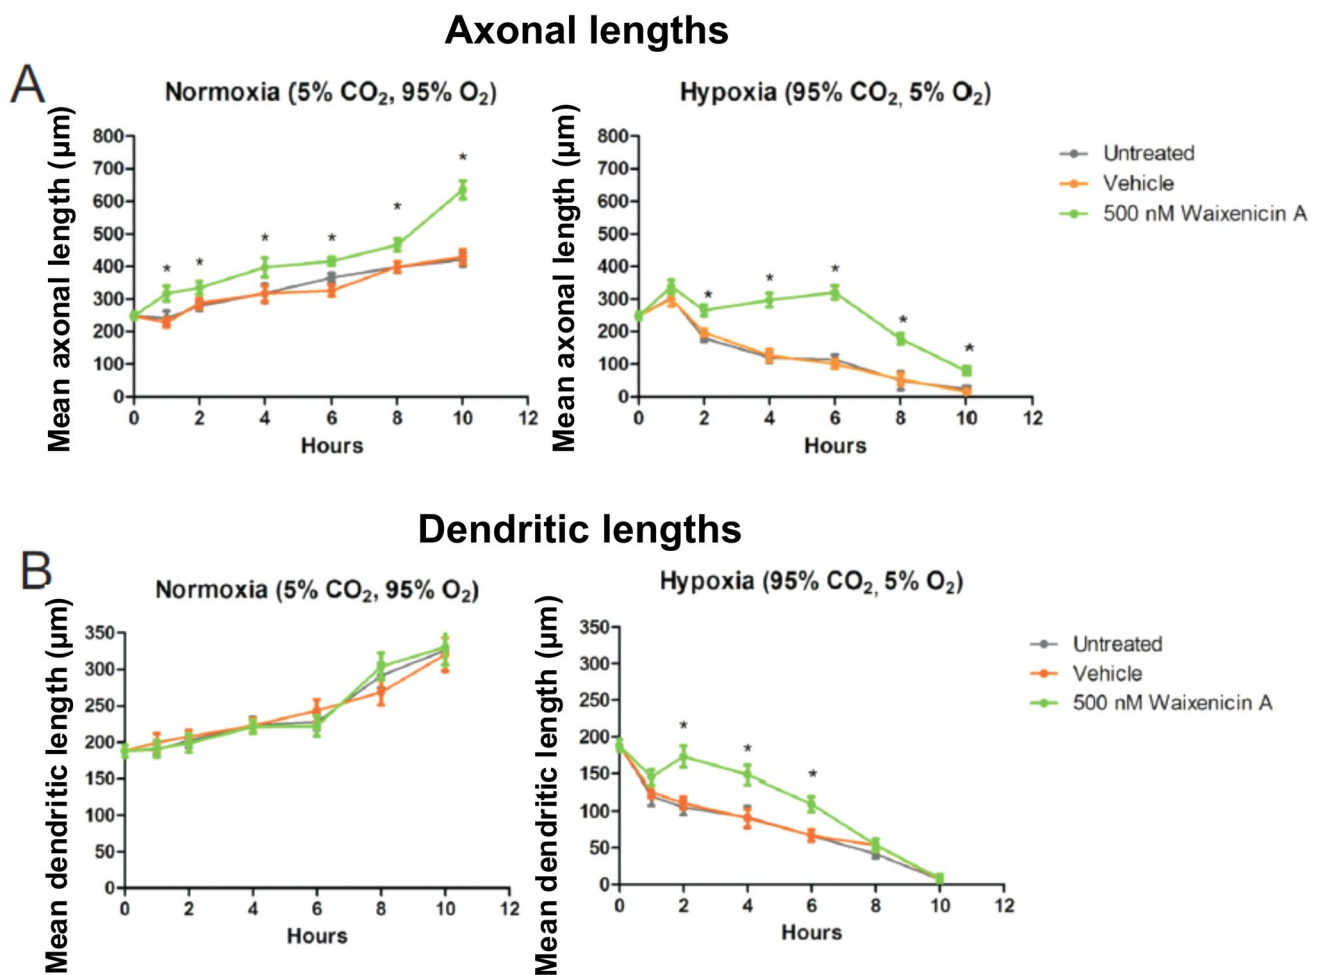 Axonal lengths
A
Normoxia (5% CO₂, 95% O₂)
Mean axonal length (µm)
800
700
600
500
400
300
200
100
0
* * * * * *
0 2 4 6 8 10 12
Hours
Hypoxia (95% CO₂, 5% O₂)
Mean axonal length (µm)
800
700
600
500
400
300
200
100
0
* * * * *
0 2 4 6 8 10 12
Hours
Untreated
Vehicle
500 nM Waixenicin A
Dendritic lengths
B
Normoxia (5% CO₂, 95% O₂)
Mean dendritic length (µm)
350
300
250
200
150
100
50
0
0 2 4 6 8 10 12
Hours
Hypoxia (95% CO₂, 5% O₂)
Mean dendritic length (µm)
350
300
250
200
150
100
50
0
* * *
0 2 4 6 8 10 12
Hours
Untreated
Vehicle
500 nM Waixenicin A